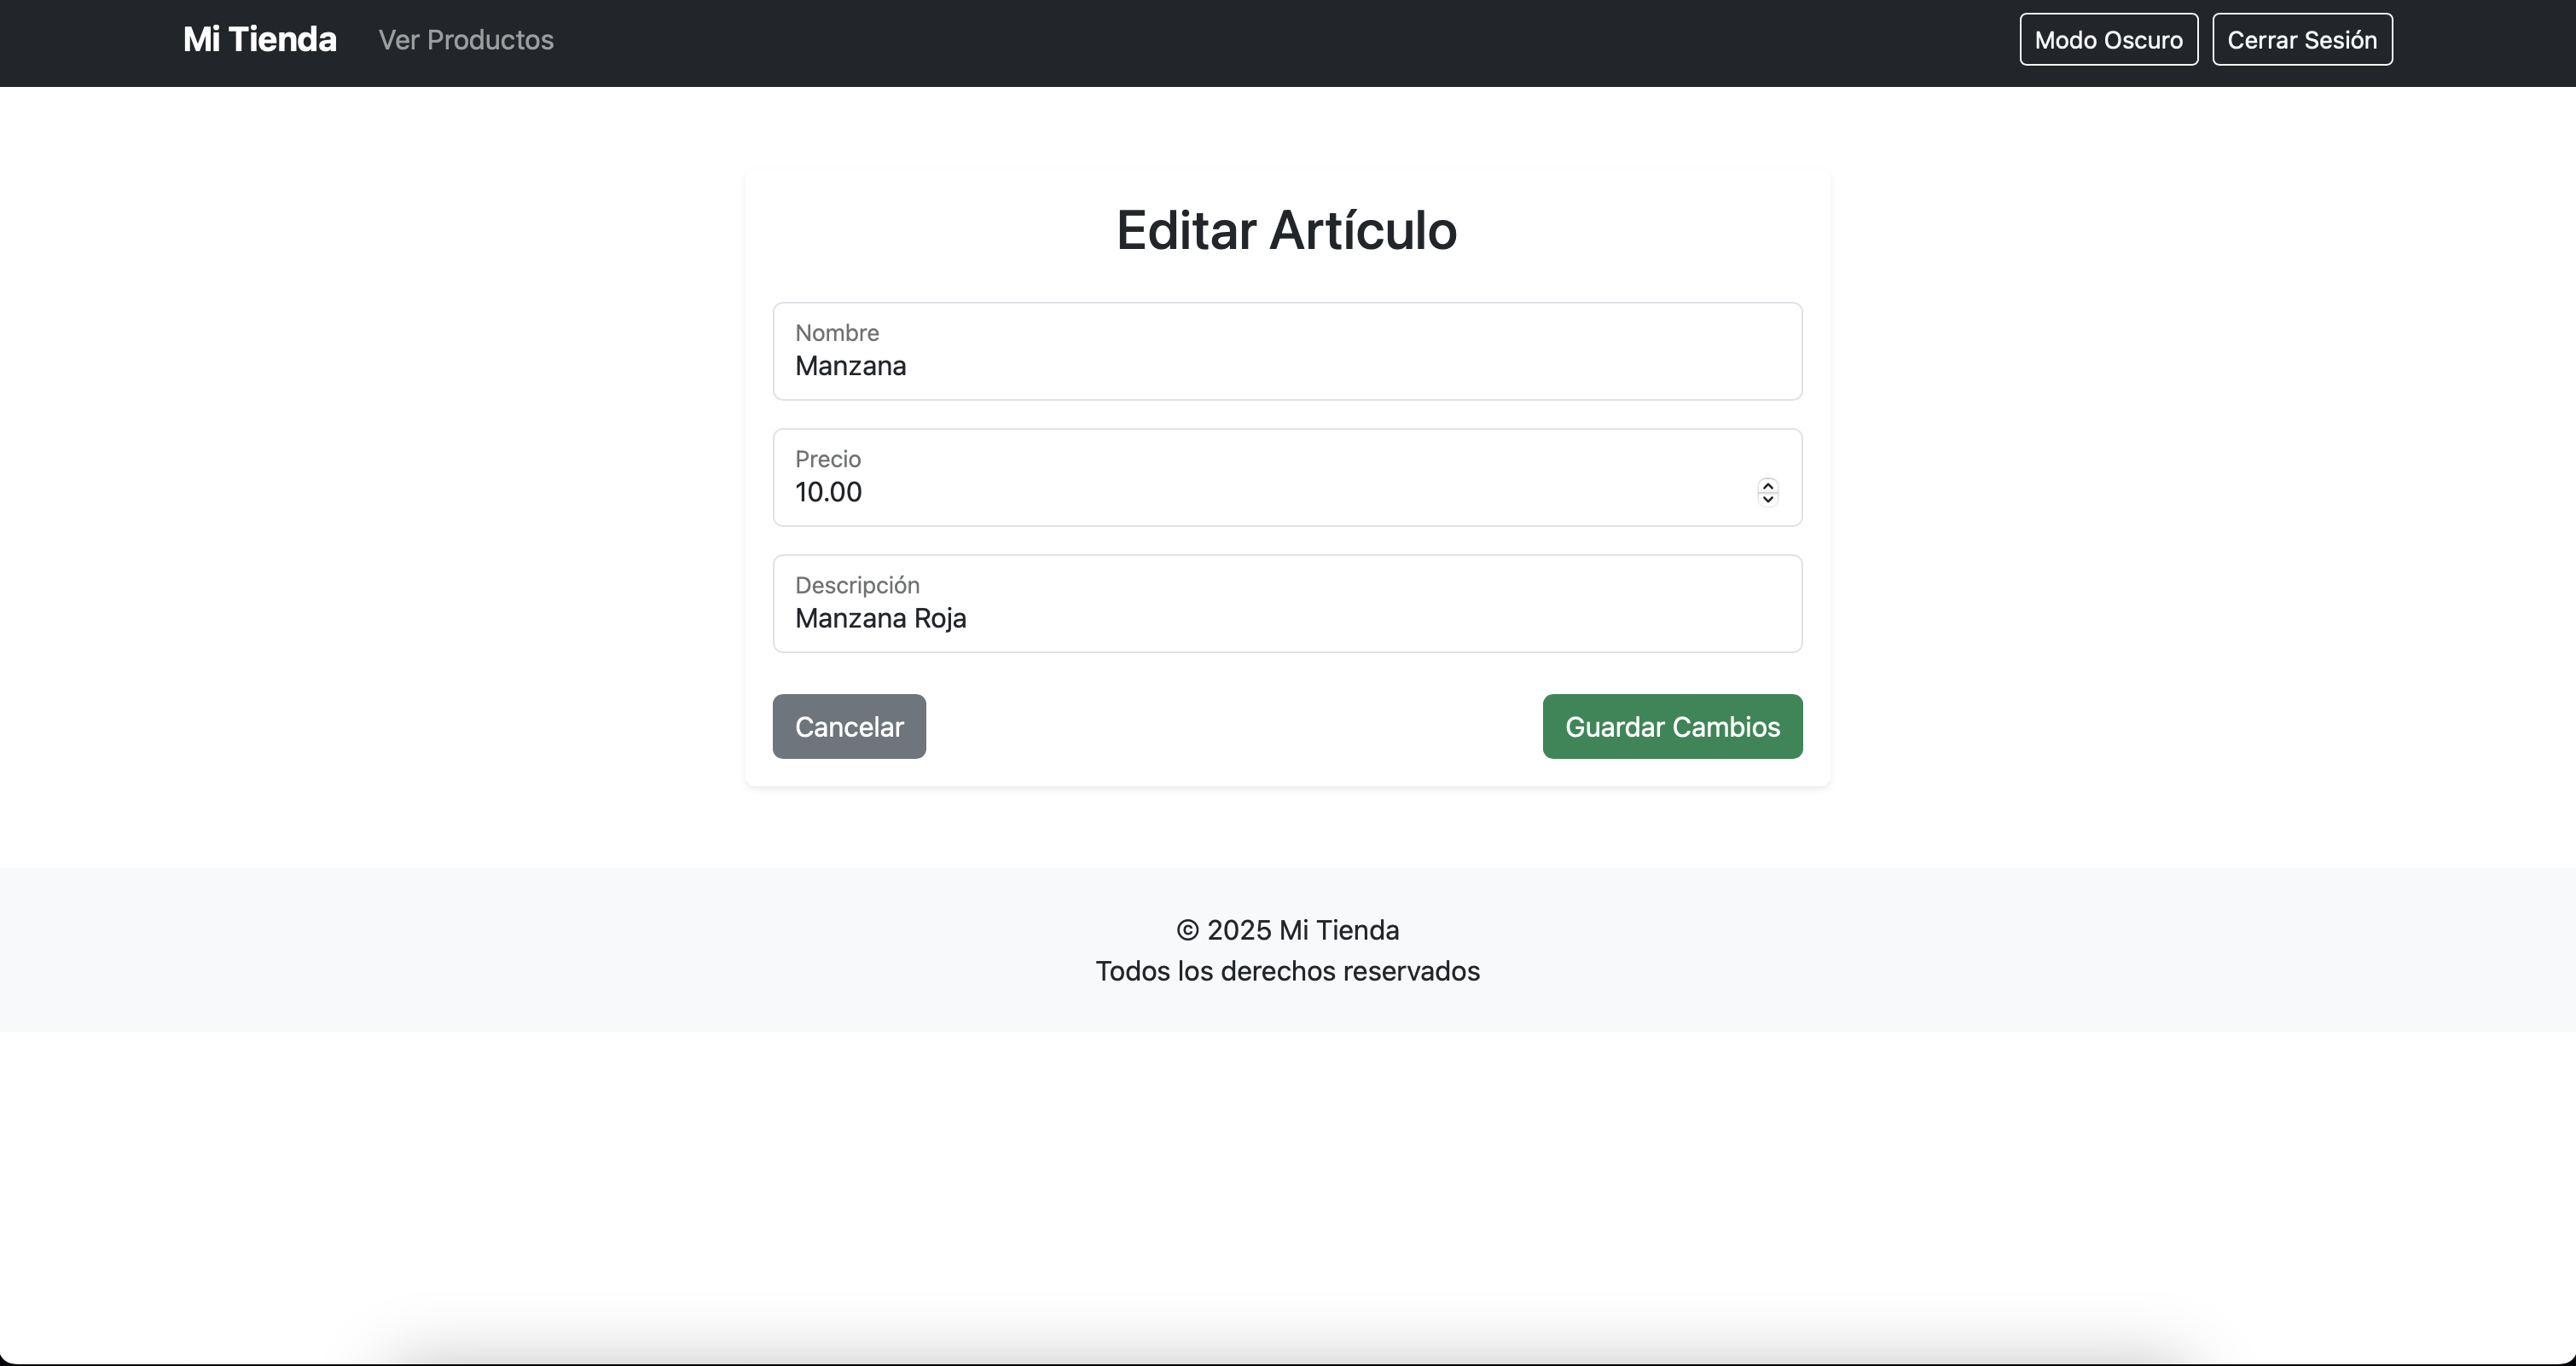 Mi Tienda Ver Productos Modo Oscuro Cerrar Sesión
Editar Artículo
Nombre
Manzana
Precio
10.00
Descripción
Manzana Roja
Cancelar Guardar Cambios
© 2025 Mi Tienda
Todos los derechos reservados